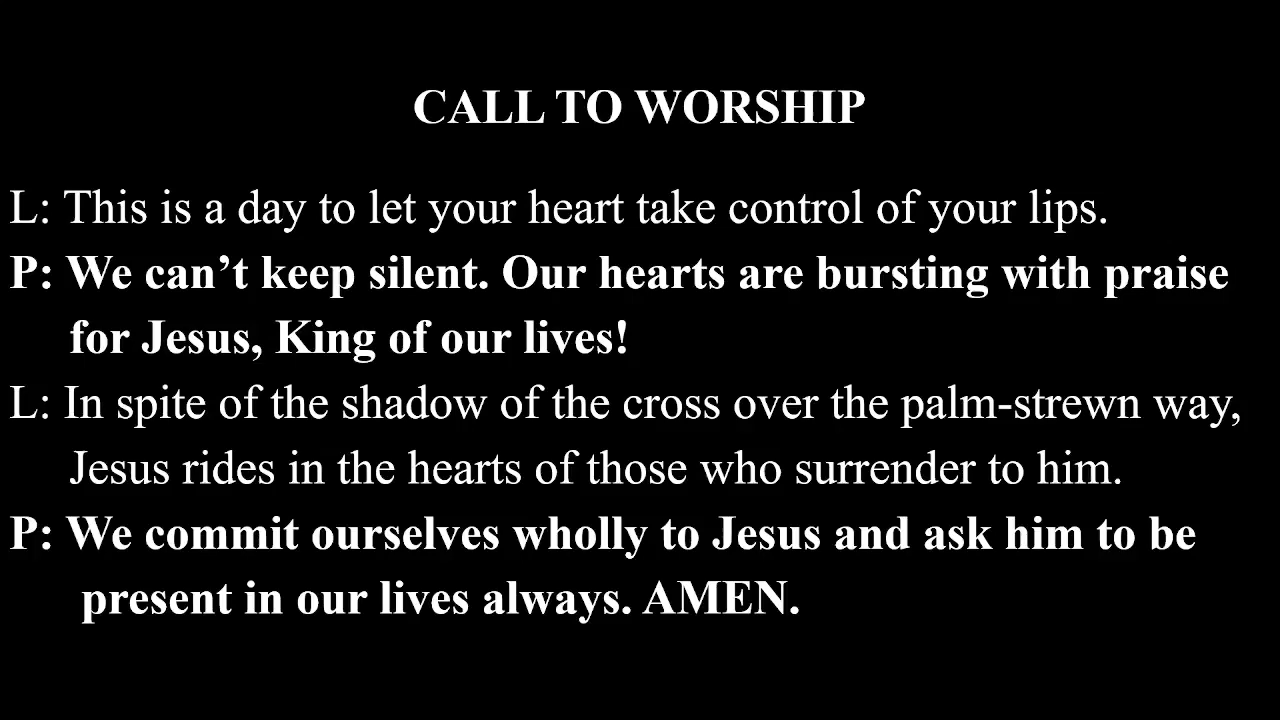 CALL TO WORSHIP
L: This is a day to let your heart take control of your lips.
P: We can’t keep silent. Our hearts are bursting with praise
for Jesus, King of our lives!
L: In spite of the shadow of the cross over the palm-strewn way,
Jesus rides in the hearts of those who surrender to him.
P: We commit ourselves wholly to Jesus and ask him to be
present in our lives always. AMEN.